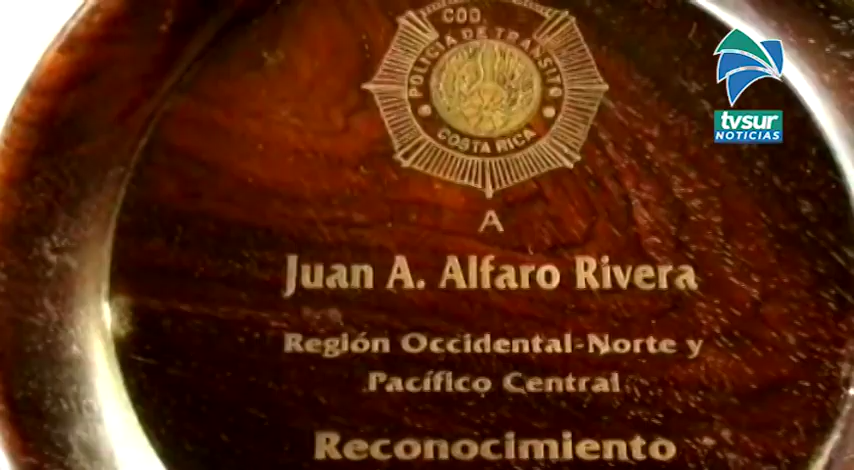 COD.
POLICIA DE TRANSITO
COSTA RICA
tvsur
NOTICIAS
A
Juan A. Alfaro Rivera
Región Occidental-Norte y
Pacífico Central
Reconocimiento